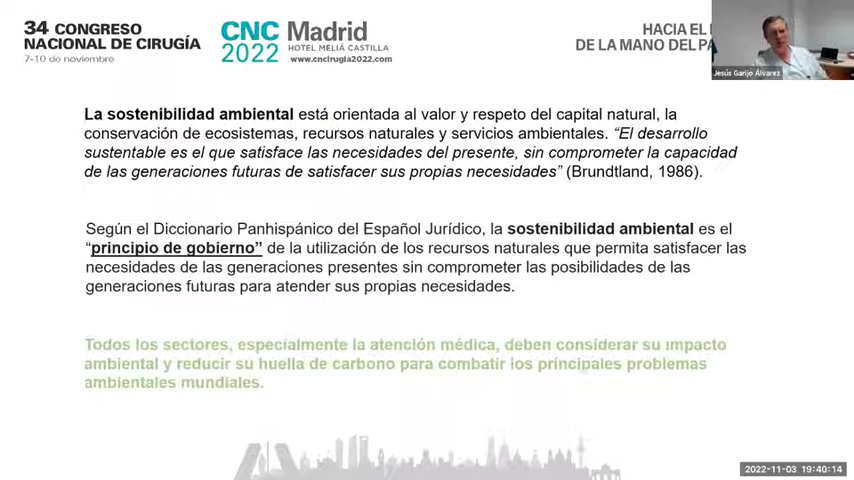 34 CONGRESO
NACIONAL DE CIRUGÍA
7-10 de noviembre
CNC
2022
Madrid
HOTEL MELIÁ CASTILLA
www.cncirugia2022.com
HACIA EL
DE LA MANO DEL
Jesús Garijo Álvarez
La sostenibilidad ambiental está orientada al valor y respeto del capital natural, la
conservación de ecosistemas, recursos naturales y servicios ambientales. “El desarrollo
sustentable es el que satisface las necesidades del presente, sin comprometer la capacidad
de las generaciones futuras de satisfacer sus propias necesidades” (Brundtland, 1986).
Según el Diccionario Panhispánico del Español Jurídico, la sostenibilidad ambiental es el
“principio de gobierno” de la utilización de los recursos naturales que permita satisfacer las
necesidades de las generaciones presentes sin comprometer las posibilidades de las
generaciones futuras para atender sus propias necesidades.
Todos los sectores, especialmente la atención médica, deben considerar su impacto
ambiental y reducir su huella de carbono para combatir los principales problemas
ambientales mundiales.
2022-11-03 19:40:14